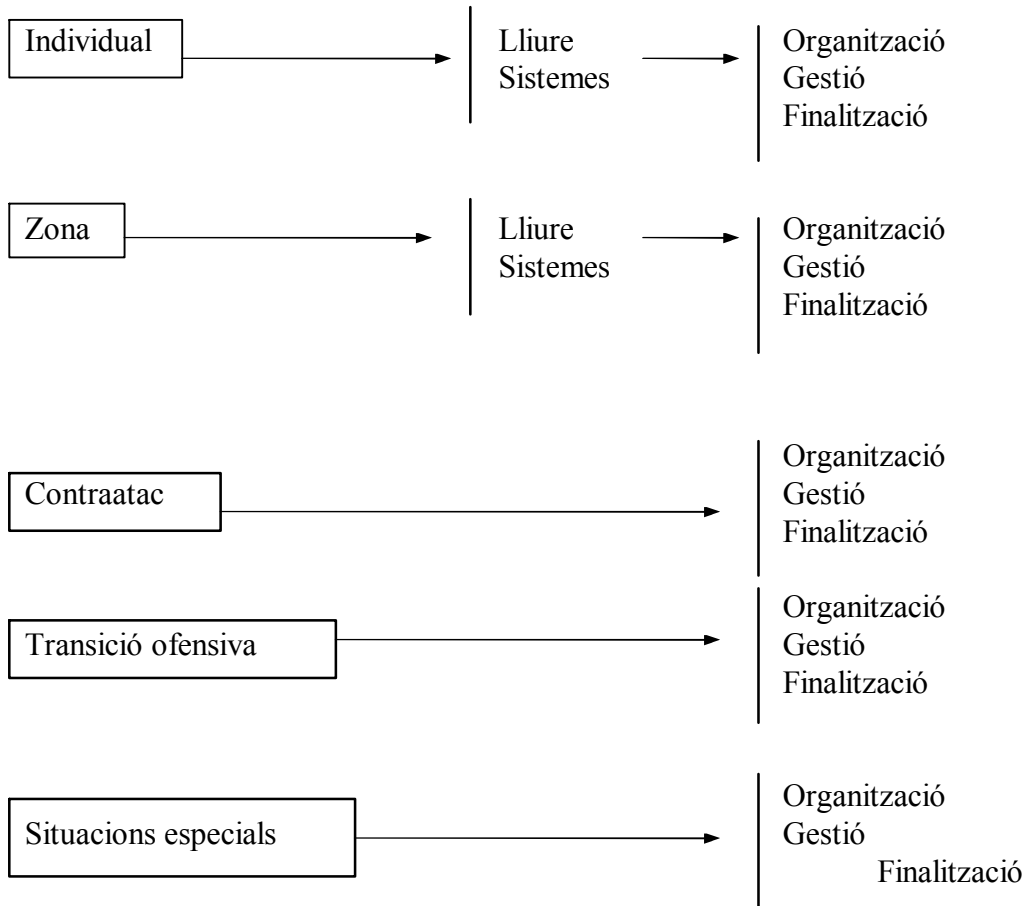 Individual
Lliure
Sistemes
Organització
Gestió
Finalització
Zona
Lliure
Sistemes
Organització
Gestió
Finalització
Contraatac
Organització
Gestió
Finalització
Transició ofensiva
Organització
Gestió
Finalització
Situacions especials
Organització
Gestió
Finalització